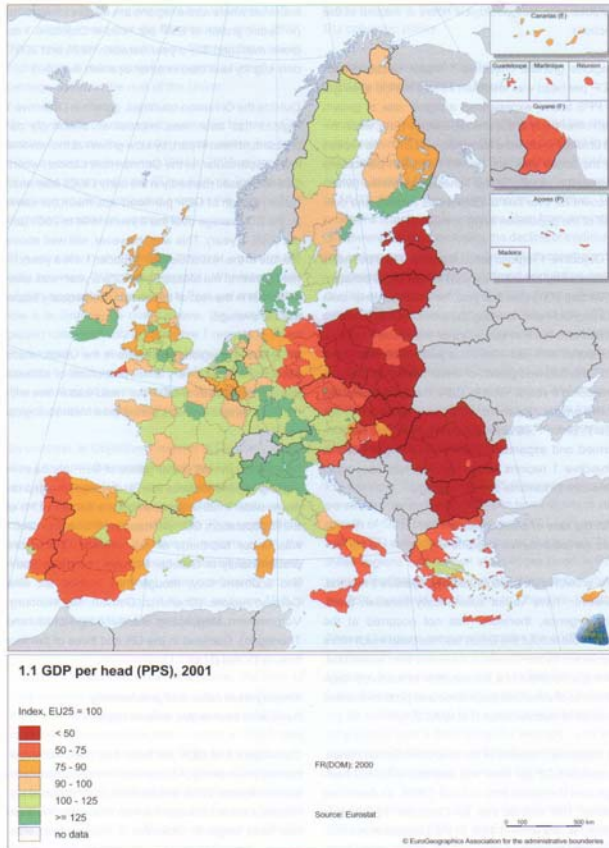 Canarias (E)
Guadeloupe
Martinique
Réunion
Guyane (F)
Açores (P)
Madeira
1.1 GDP per head (PPS), 2001
Index, EU25 = 100
< 50
50 - 75
75 - 90
90 - 100
100 - 125
>= 125
no data
FR(DOM): 2000
Source: Eurostat
0 100 500 km
© EuroGeographics Association for the administrative boundaries